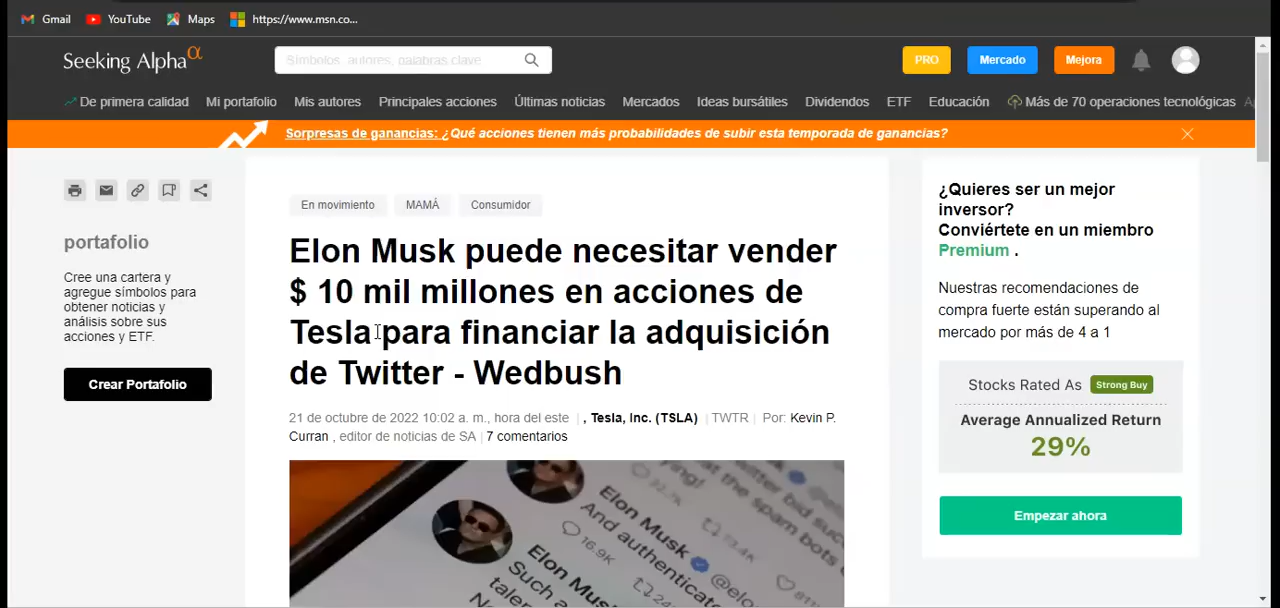 Gmail YouTube Maps https://www.msn.co...
Seeking Alphaα Símbolos, autores, palabras clave PRO Mercado Mejora
De primera calidad Mi portafolio Mis autores Principales acciones Últimas noticias Mercados Ideas bursátiles Dividendos ETF Educación Más de 70 operaciones tecnológicas
Sorpresas de ganancias: ¿Qué acciones tienen más probabilidades de subir esta temporada de ganancias?
portafolio
Cree una cartera y
agregue símbolos para
obtener noticias y
análisis sobre sus
acciones y ETF.
Crear Portafolio
En movimiento MAMÁ Consumidor
Elon Musk puede necesitar vender
$ 10 mil millones en acciones de
Tesla para financiar la adquisición
de Twitter - Wedbush
21 de octubre de 2022 10:02 a. m., hora del este | , Tesla, Inc. (TSLA) | TWTR | Por: Kevin P.
Curran , editor de noticias de SA | 7 comentarios
Elon Musk
And authenticate
16.9K
Elon Mus
Such a
¿Quieres ser un mejor
inversor?
Conviértete en un miembro
Premium .
Nuestras recomendaciones de
compra fuerte están superando al
mercado por más de 4 a 1
Stocks Rated As Strong Buy
Average Annualized Return
29%
Empezar ahora